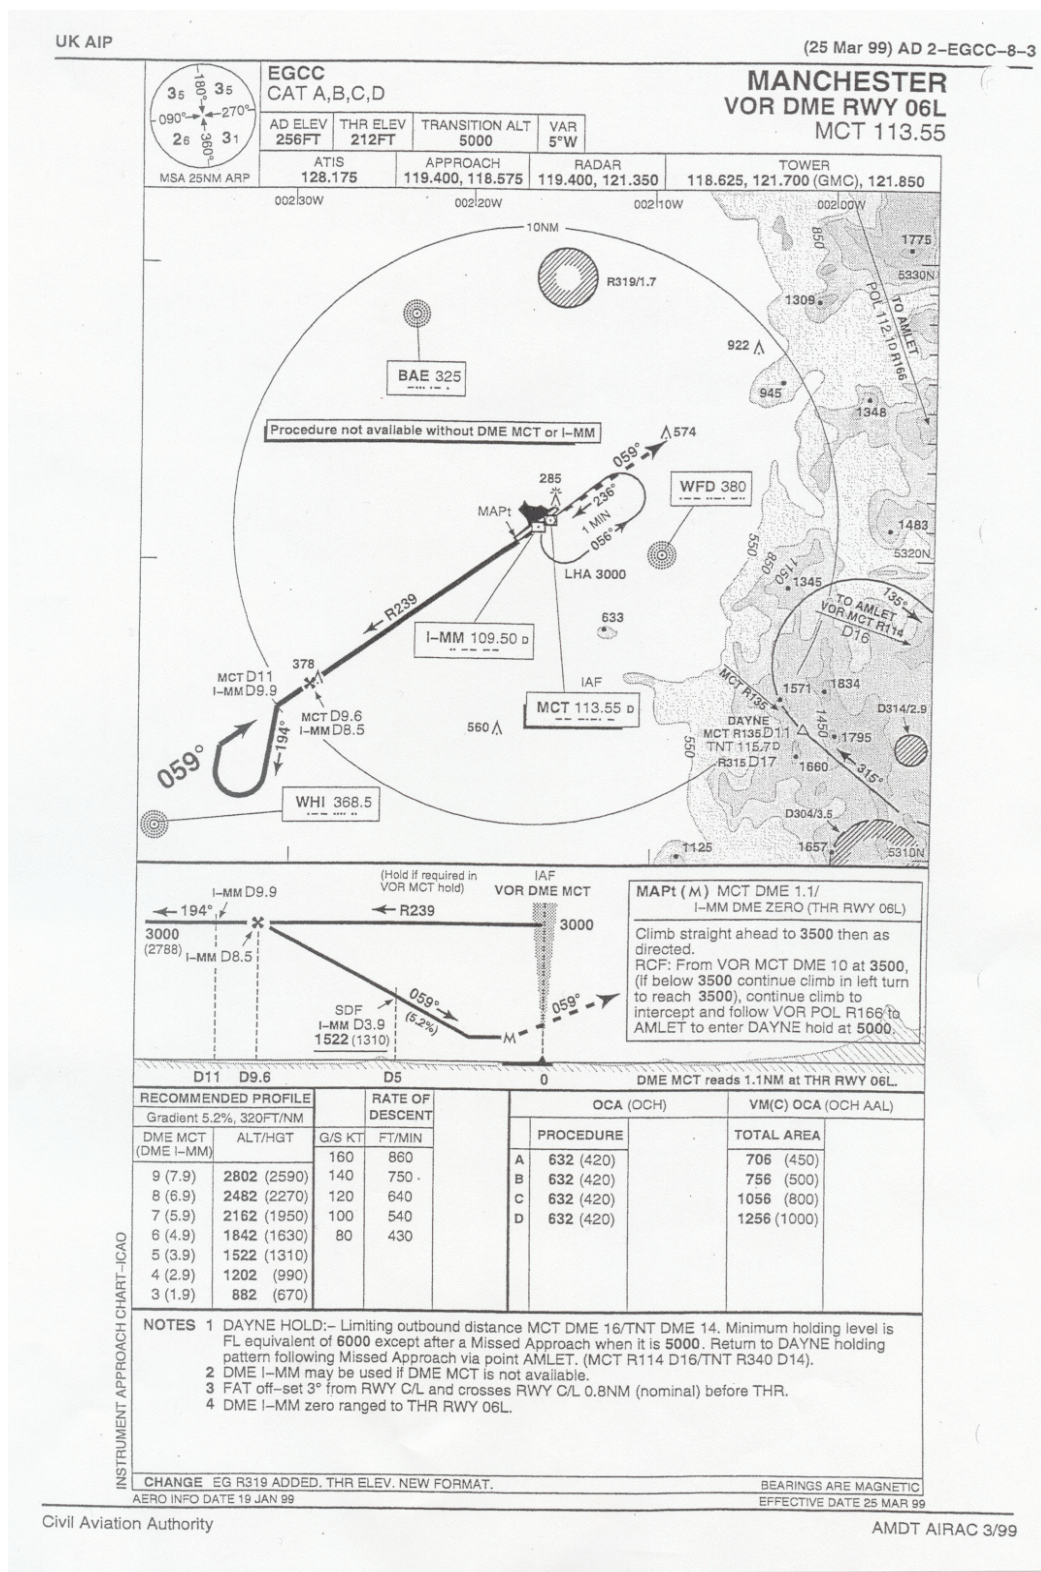 UK AIP
(25 Mar 99) AD 2-EGCC-8-3
EGCC
CAT A,B,C,D
MANCHESTER
VOR DME RWY 06L
MCT 113.55
180°
270°
360°
090°
35
35
26
31
MSA 25NM ARP
AD ELEV
256FT
THR ELEV
212FT
TRANSITION ALT
5000
VAR
5°W
ATIS
128.175
APPROACH
119.400, 118.575
RADAR
119.400, 121.350
TOWER
118.625, 121.700 (GMC), 121.850
002 30W
002 20W
002 10W
002 00W
10NM
850
1775
5330N
R319/1.7
1309
TO AMLET
POL 112.1D R166
922
BAE 325
945
1348
Procedure not available without DME MCT or I-MM
574
059°
285
236°
1 MIN
056°
MAPt
WFD 380
1483
5320N
LHA 3000
550
850
1150
1345
135°
TO AMLET
VOR MCT R114
D16
R239
633
I-MM 109.50 D
378
MCT D11
I-MM D9.9
IAF
MCT 113.55 D
MCT R135
1571
1834
D314/2.9
MCT D9.6
I-MM D8.5
194°
059°
560
550
DAYNE
MCT R135 D11
TNT 115.7D
R315 D17
1450
1795
1660
315°
WHI 368.5
D304/3.5
1125
1657
5310N
(Hold if required in
VOR MCT hold)
IAF
VOR DME MCT
I-MM D9.9
194°
R239
3000
(2788)
I-MM D8.5
3000
059°
(5.2%)
SDF
I-MM D3.9
1522 (1310)
M
059°
MAPt (M) MCT DME 1.1/
I-MM DME ZERO (THR RWY 06L)
Climb straight ahead to 3500 then as
directed.
RCF: From VOR MCT DME 10 at 3500,
(if below 3500 continue climb in left turn
to reach 3500), continue climb to
intercept and follow VOR POL R166 to
AMLET to enter DAYNE hold at 5000.
D11 D9.6 D5 0 DME MCT reads 1.1NM at THR RWY 06L.
RECOMMENDED PROFILE
Gradient 5.2%, 320FT/NM
DME MCT
(DME I-MM)
ALT/HGT
9 (7.9) 2802 (2590)
8 (6.9) 2482 (2270)
7 (5.9) 2162 (1950)
6 (4.9) 1842 (1630)
5 (3.9) 1522 (1310)
4 (2.9) 1202 (990)
3 (1.9) 882 (670)
RATE OF
DESCENT
G/S KT FT/MIN
160 860
140 750
120 640
100 540
80 430
OCA (OCH) VM(C) OCA (OCH AAL)
PROCEDURE TOTAL AREA
A 632 (420) 706 (450)
B 632 (420) 756 (500)
C 632 (420) 1056 (800)
D 632 (420) 1256 (1000)
NOTES 1 DAYNE HOLD:- Limiting outbound distance MCT DME 16/TNT DME 14. Minimum holding level is
FL equivalent of 6000 except after a Missed Approach when it is 5000. Return to DAYNE holding
pattern following Missed Approach via point AMLET. (MCT R114 D16/TNT R340 D14).
2 DME I-MM may be used if DME MCT is not available.
3 FAT off-set 3° from RWY C/L and crosses RWY C/L 0.8NM (nominal) before THR.
4 DME I-MM zero ranged to THR RWY 06L.
INSTRUMENT APPROACH CHART-ICAO
CHANGE EG R319 ADDED. THR ELEV. NEW FORMAT.
BEARINGS ARE MAGNETIC
AERO INFO DATE 19 JAN 99
EFFECTIVE DATE 25 MAR 99
Civil Aviation Authority
AMDT AIRAC 3/99